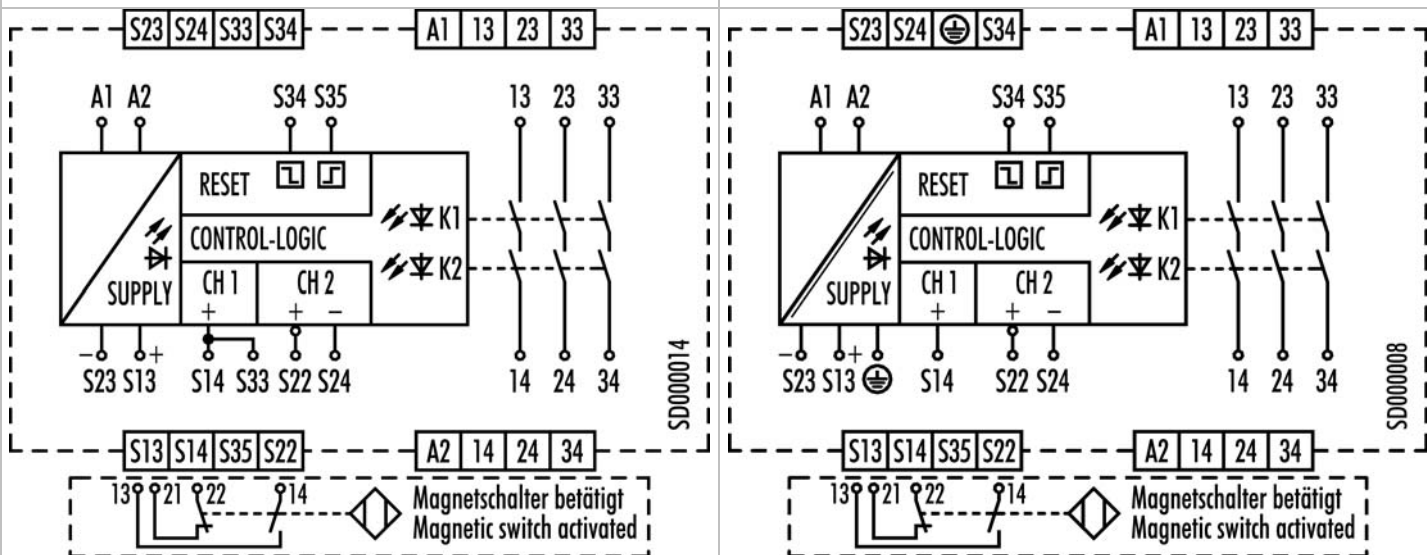 S23 S24 S33 S34 A1 13 23 33
A1 A2 S34 S35 13 23 33
RESET
K1
CONTROL-LOGIC
K2
SUPPLY CH 1 CH 2
+ + −
− +
S23 S13 S14 S33 S22 S24 14 24 34
SD000014
S13 S14 S35 S22 A2 14 24 34
13 21 22 14
Magnetschalter betätigt
Magnetic switch activated
S23 S24 S34 A1 13 23 33
A1 A2 S34 S35 13 23 33
RESET
K1
CONTROL-LOGIC
K2
SUPPLY CH 1 CH 2
+ + −
− +
S23 S13 S14 S22 S24 14 24 34
SD000008
S13 S14 S35 S22 A2 14 24 34
13 21 22 14
Magnetschalter betätigt
Magnetic switch activated